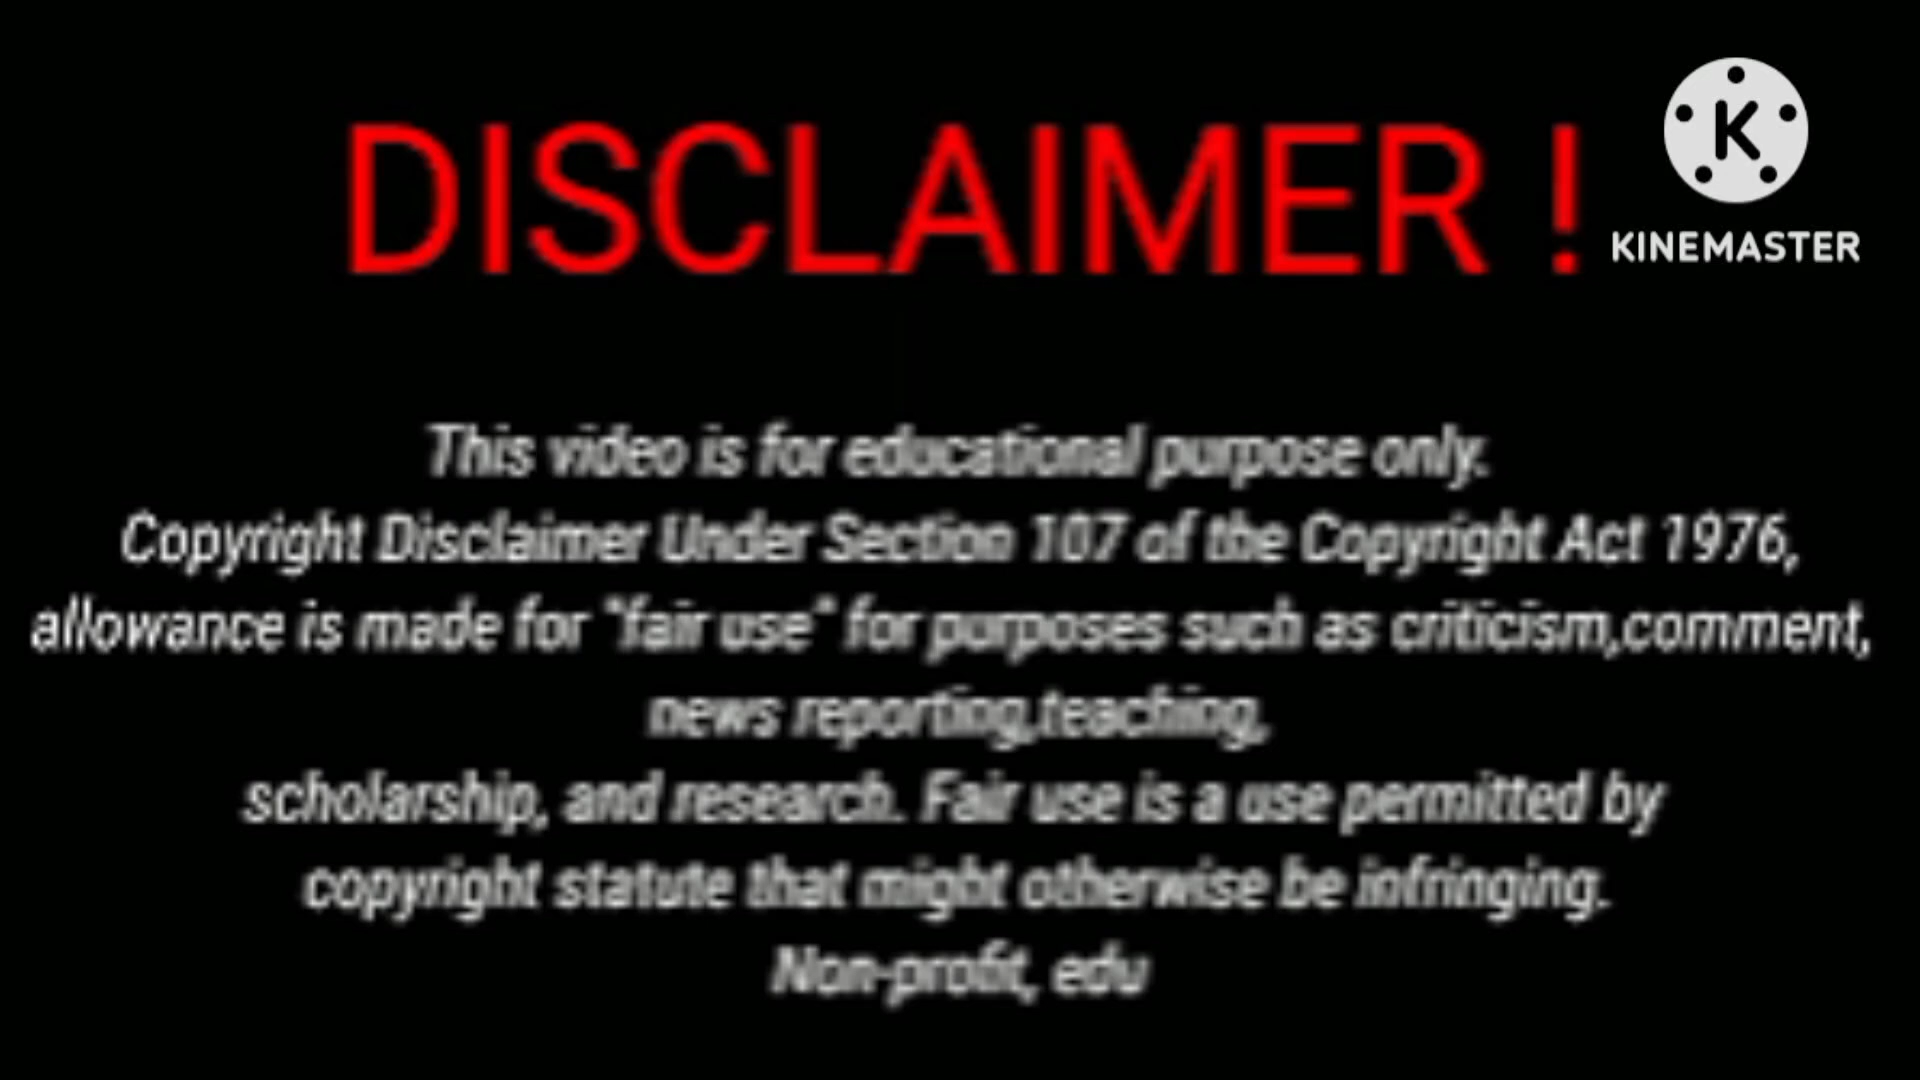 DISCLAIMER !
K
KINEMASTER
This video is for educational purpose only.
Copyright Disclaimer Under Section 107 of the Copyright Act 1976,
allowance is made for "fair use" for purposes such as criticism,comment,
news reporting,teaching,
scholarship, and research. Fair use is a use permitted by
copyright statute that might otherwise be infringing.
Non-profit, edu